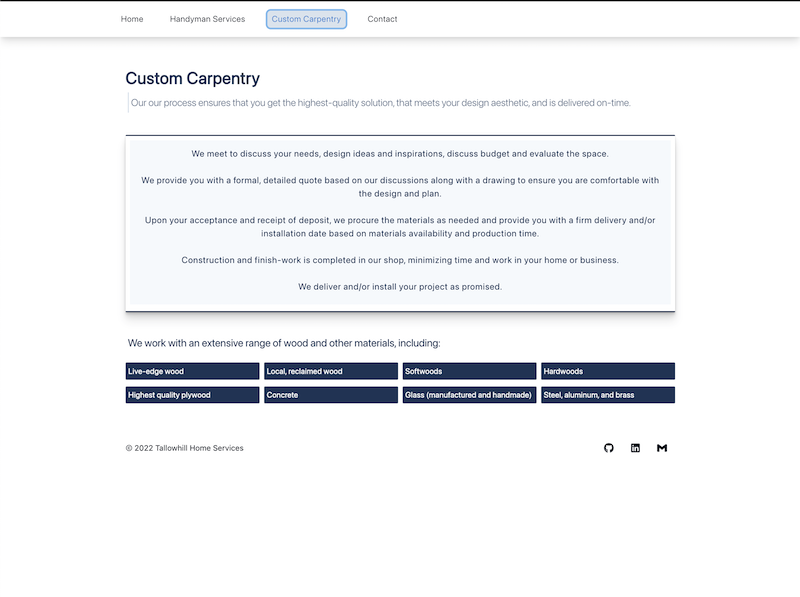 Home Handyman Services Custom Carpentry Contact
Custom Carpentry
Our our process ensures that you get the highest-quality solution, that meets your design aesthetic, and is delivered on-time.
We meet to discuss your needs, design ideas and inspirations, discuss budget and evaluate the space.
We provide you with a formal, detailed quote based on our discussions along with a drawing to ensure you are comfortable with
the design and plan.
Upon your acceptance and receipt of deposit, we procure the materials as needed and provide you with a firm delivery and/or
installation date based on materials availability and production time.
Construction and finish-work is completed in our shop, minimizing time and work in your home or business.
We deliver and/or install your project as promised.
We work with an extensive range of wood and other materials, including:
Live-edge wood Local, reclaimed wood Softwoods Hardwoods
Highest quality plywood Concrete Glass (manufactured and handmade) Steel, aluminum, and brass
© 2022 Tallowhill Home Services